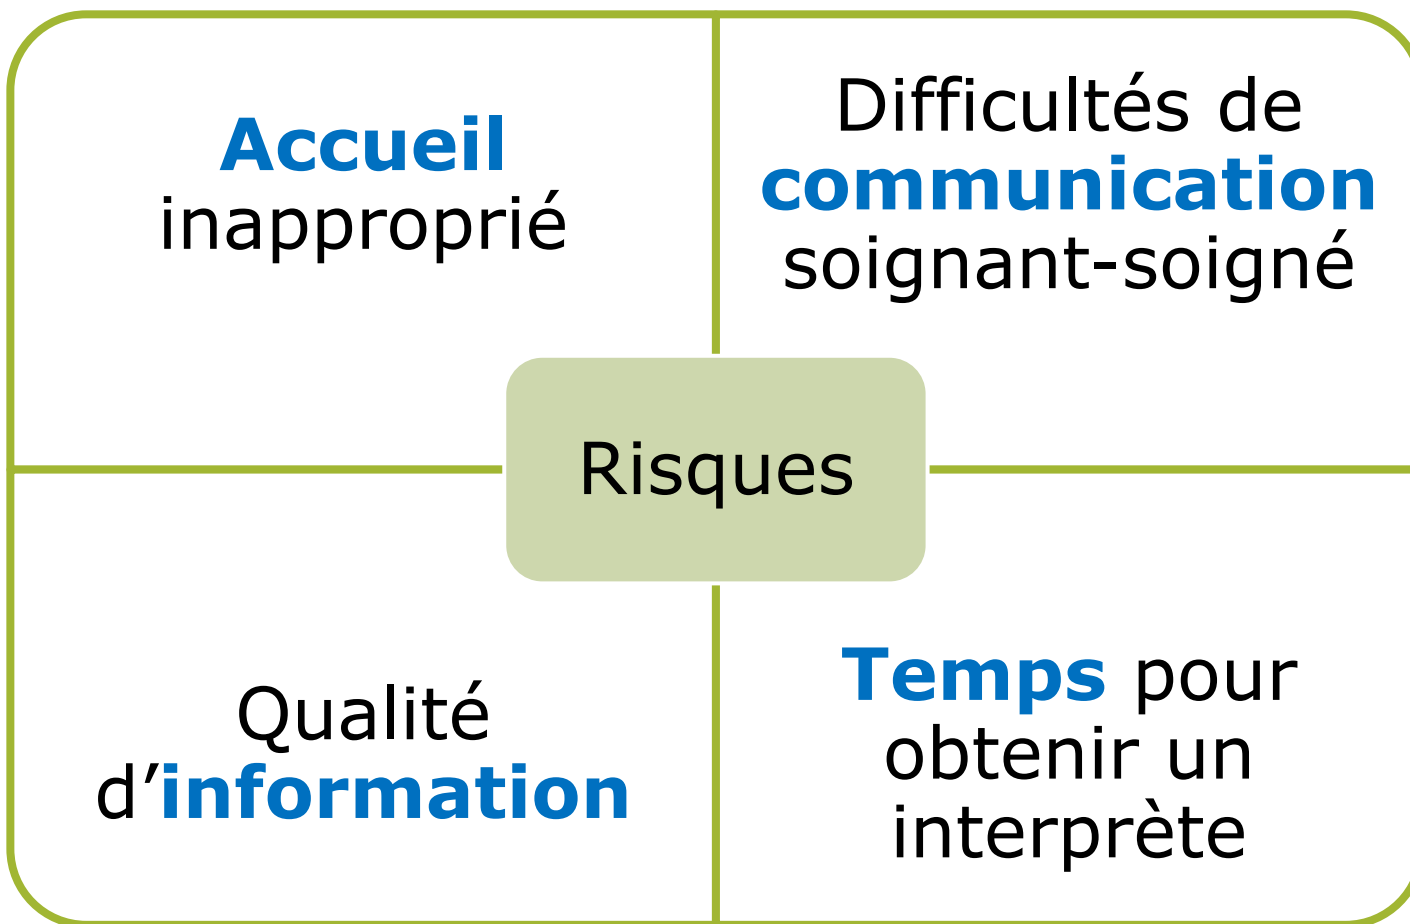 Accueil
inapproprié
Difficultés de
communication
soignant-soigné
Risques
Qualité
d’information
Temps pour
obtenir un
interprète